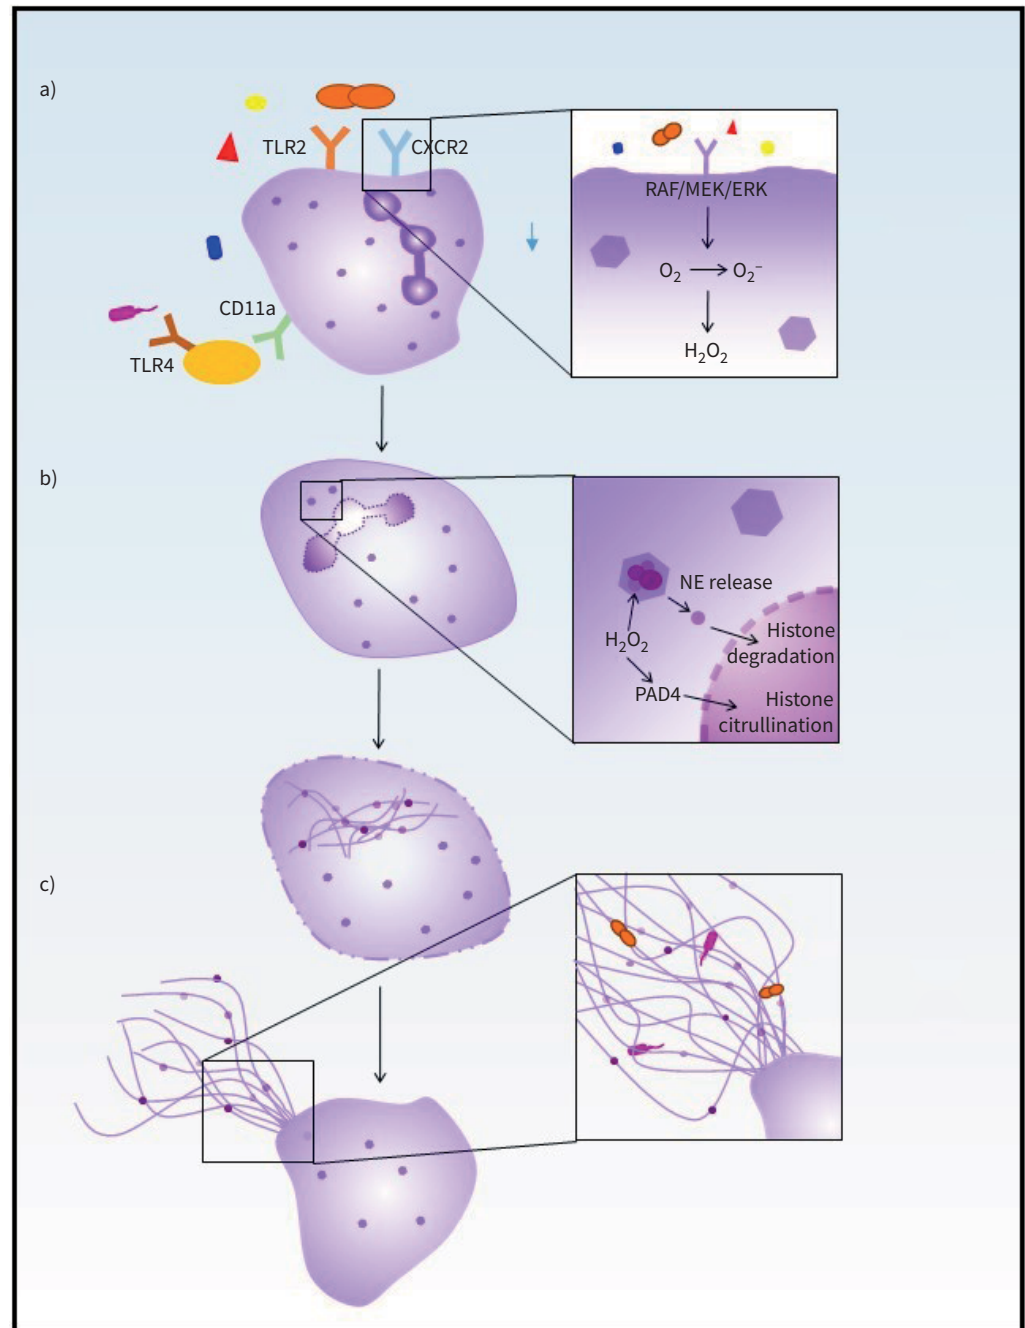 a)
TLR2
CXCR2
CD11a
TLR4
RAF/MEK/ERK
O₂ → O₂⁻
H₂O₂
b)
NE release
H₂O₂
Histone
degradation
PAD4
Histone
citrullination
c)